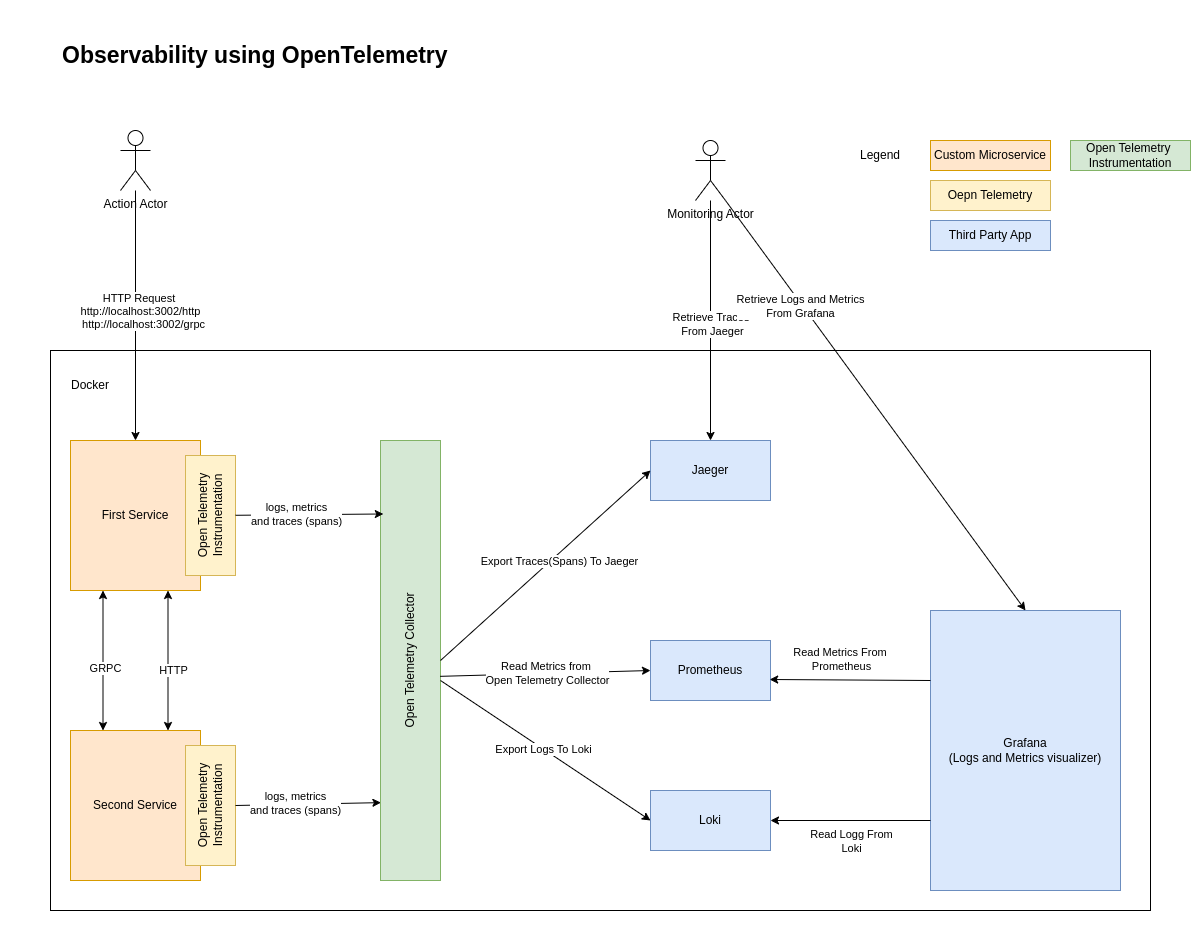 Observability using OpenTelemetry
Action Actor
Monitoring Actor
Legend
Custom Microservice
Open Telemetry
Instrumentation
Oepn Telemetry
Third Party App
HTTP Request
http://localhost:3002/http
http://localhost:3002/grpc
Retrieve
From Jaeger
Retrieve Logs and Metrics
From Grafana
Docker
First Service
Open Telemetry
Instrumentation
logs, metrics
and traces (spans)
Open Telemetry Collector
Jaeger
Export Traces(Spans) To Jaeger
GRPC
HTTP
Read Metrics from
Open Telemetry Collector
Prometheus
Read Metrics From
Prometheus
Grafana
(Logs and Metrics visualizer)
Export Logs To Loki
Second Service
Open Telemetry
Instrumentation
logs, metrics
and traces (spans)
Loki
Read Logg From
Loki